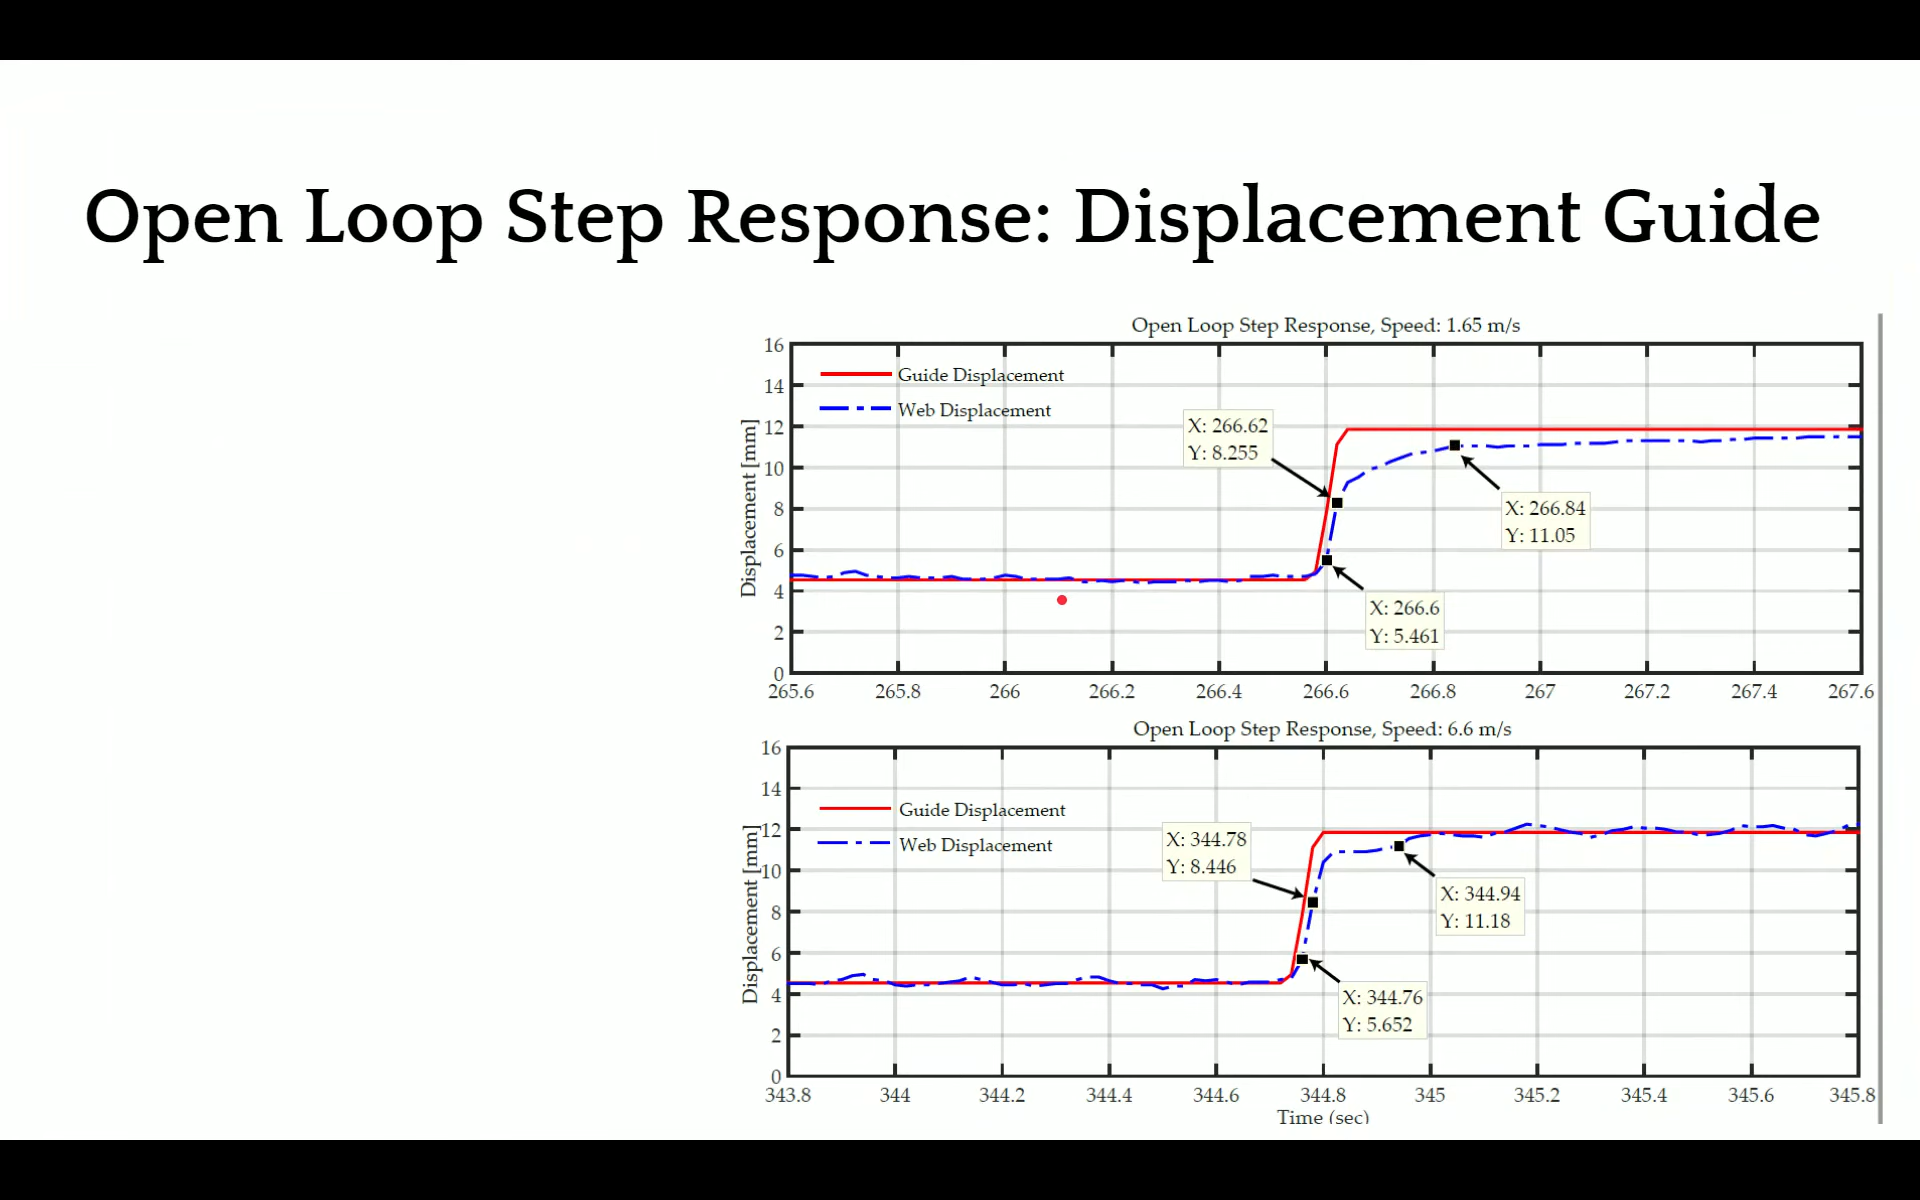 Open Loop Step Response: Displacement Guide
Open Loop Step Response, Speed: 1.65 m/s
16
14
12
10
8
6
4
2
0
Displacement [mm]
Guide Displacement
Web Displacement
X: 266.62
Y: 8.255
X: 266.84
Y: 11.05
X: 266.6
Y: 5.461
265.6 265.8 266 266.2 266.4 266.6 266.8 267 267.2 267.4 267.6
Open Loop Step Response, Speed: 6.6 m/s
16
14
12
10
8
6
4
2
0
Displacement [mm]
Guide Displacement
Web Displacement
X: 344.78
Y: 8.446
X: 344.94
Y: 11.18
X: 344.76
Y: 5.652
343.8 344 344.2 344.4 344.6 344.8 345 345.2 345.4 345.6 345.8
Time (sec)